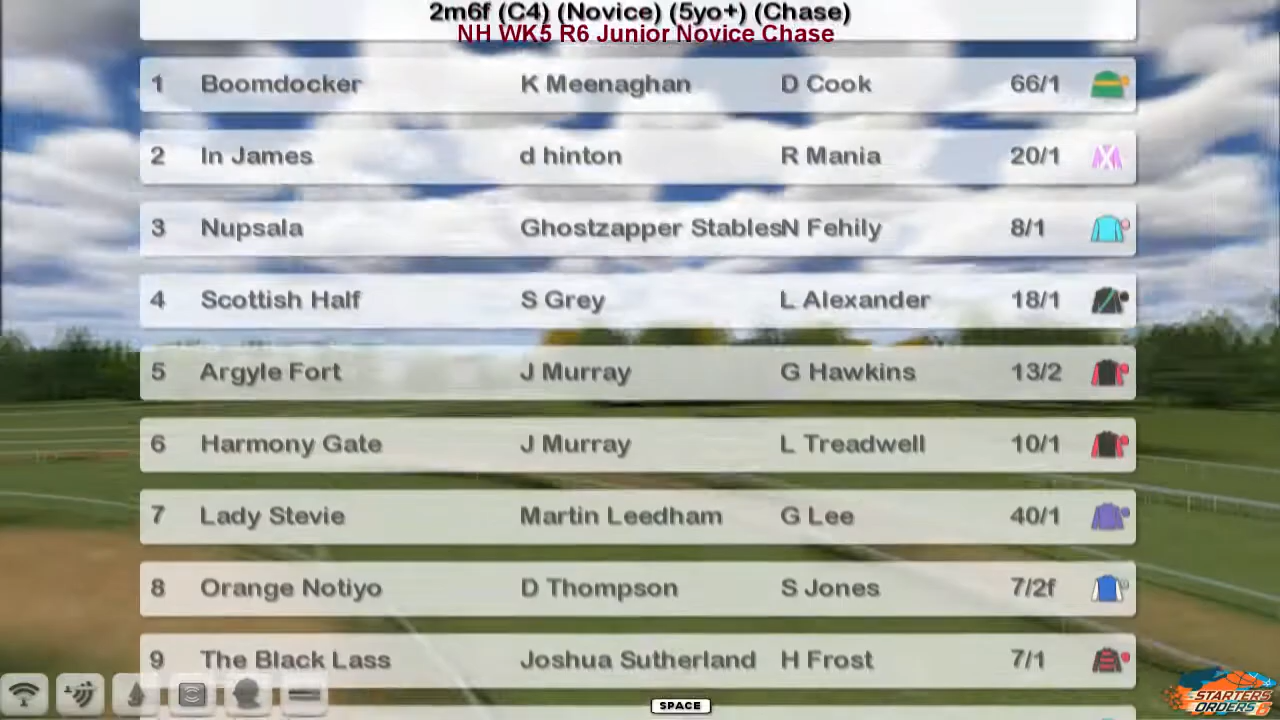 2m6f (C4) (Novice) (5yo+) (Chase)
NH WK5 R6 Junior Novice Chase
1 Boomdocker K Meenaghan D Cook 66/1
2 In James d hinton R Mania 20/1
3 Nupsala Ghostzapper Stables N Fehily 8/1
4 Scottish Half S Grey L Alexander 18/1
5 Argyle Fort J Murray G Hawkins 13/2
6 Harmony Gate J Murray L Treadwell 10/1
7 Lady Stevie Martin Leedham G Lee 40/1
8 Orange Notiyo D Thompson S Jones 7/2f
9 The Black Lass Joshua Sutherland H Frost 7/1
SPACE
STARTERS
ORDERS 6